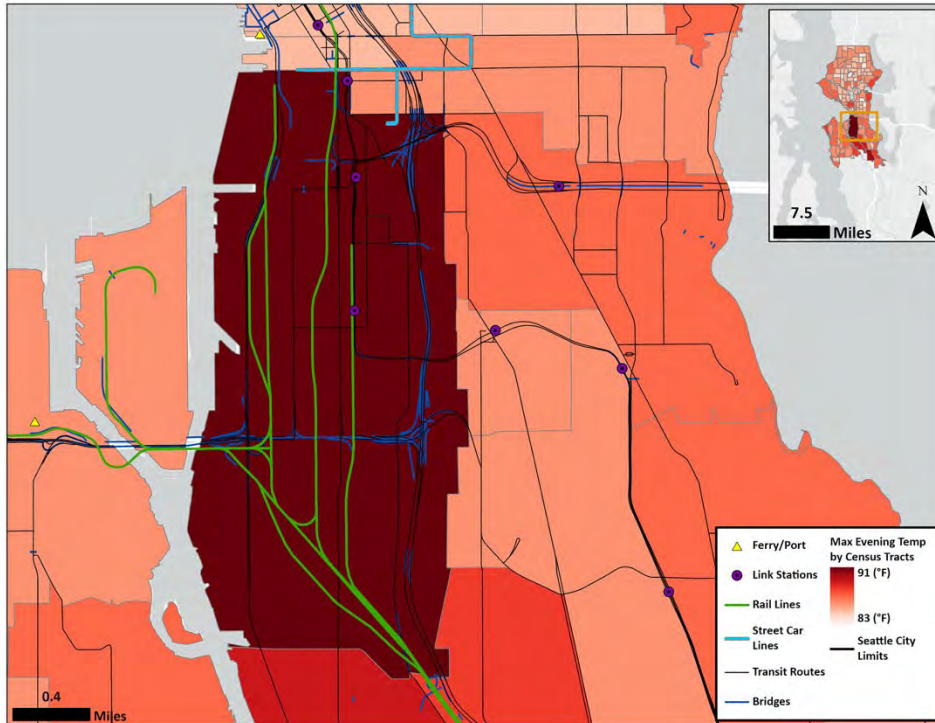 7.5
Miles
N
Ferry/Port
Link Stations
Rail Lines
Street Car
Lines
Transit Routes
Bridges
Max Evening Temp
by Census Tracts
91 (°F)
83 (°F)
Seattle City
Limits
0.4
Miles